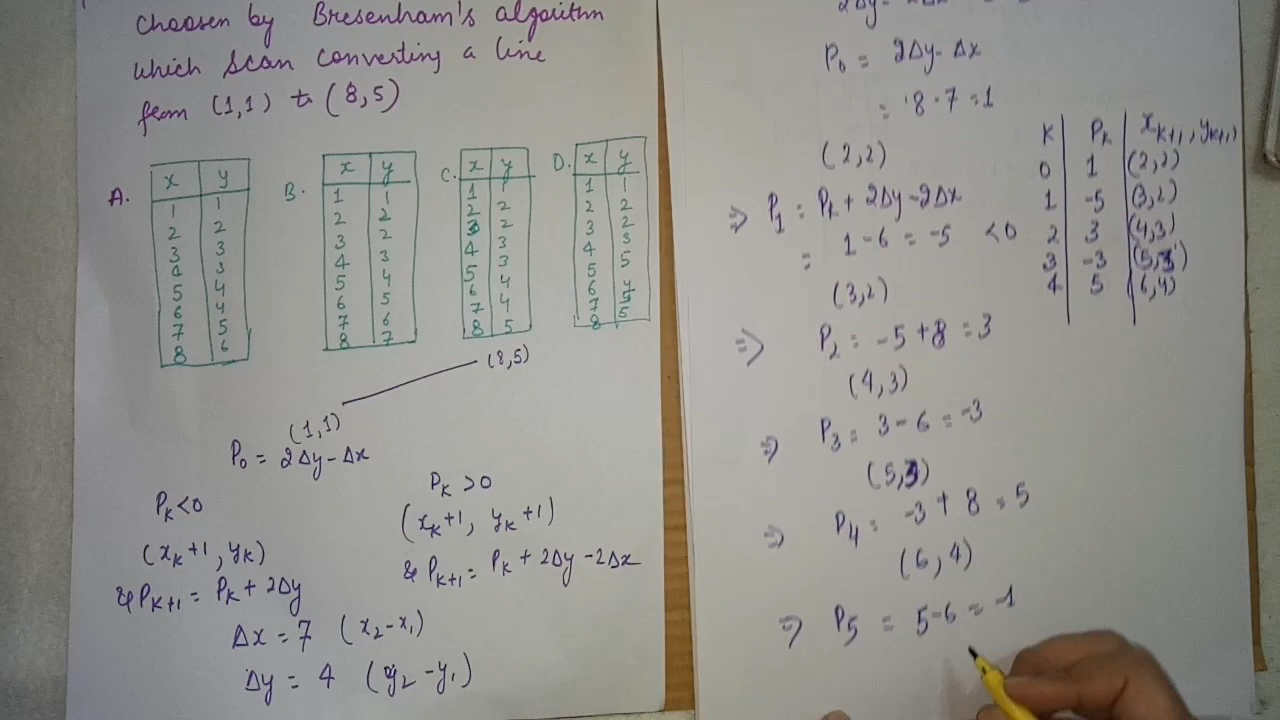 choosen by Bresenham's algorithm
which scan converting a line
from (1,1) to (8,5)
A.
x y
1 1
2 2
3 3
4 3
5 4
6 4
7 5
8 6
B.
x y
1 1
2 2
3 2
4 3
5 4
6 5
7 6
8 7
C.
x y
1 1
2 2
3 2
4 3
5 3
6 4
7 4
8 5
D.
x y
1 1
2 2
3 2
4 3
5 5
6 4
7 5
8 5
(8,5)
(1,1)
P₀ = 2Δy-Δx
Pₖ<0
(xₖ+1, yₖ)
& Pₖ₊₁ = Pₖ+2Δy
Pₖ >0
(xₖ+1, yₖ+1)
& Pₖ₊₁ = Pₖ + 2Δy -2Δx
Δx = 7 (x₂-x₁)
Δy = 4 (y₂-y₁)
P₀ = 2Δy-Δx
= 8-7 = 1
(2,2)
⇒ P₁ = Pₖ + 2Δy-2Δx
= 1-6 = -5 <0
(3,2)
⇒ P₂ = -5+8 = 3
(4,3)
⇒ P₃ = 3-6 = -3
(5,3)
⇒ P₄ = -3+8 = 5
(6,4)
⇒ P₅ = 5-6 = -1
K Pₖ xₖ₊₁, yₖ₊₁
0 1 (2,2)
1 -5 (3,2)
2 3 (4,3)
3 -3 (5,3)
4 5 (6,4)